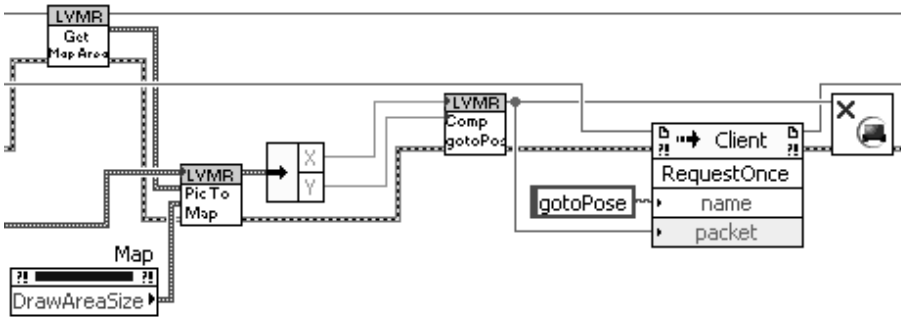 LVMR
Get
Map Area
LVMR
Comp
gotoPos
X
Y
LVMR
Pic To
Map
?! Client ?!
RequestOnce
gotoPose
name
packet
Map
?! ?!
DrawAreaSize